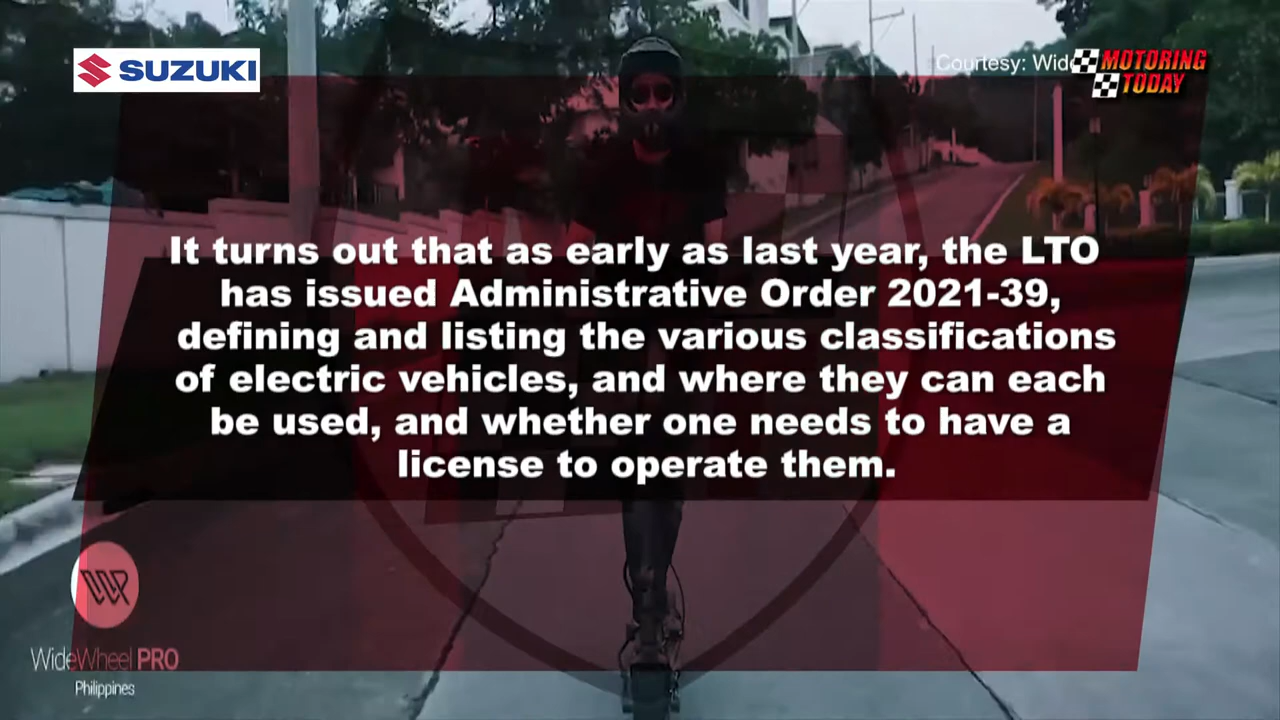 SUZUKI
Courtesy: Wide
MOTORING
TODAY
It turns out that as early as last year, the LTO
has issued Administrative Order 2021-39,
defining and listing the various classifications
of electric vehicles, and where they can each
be used, and whether one needs to have a
license to operate them.
WideWheel PRO
Philippines